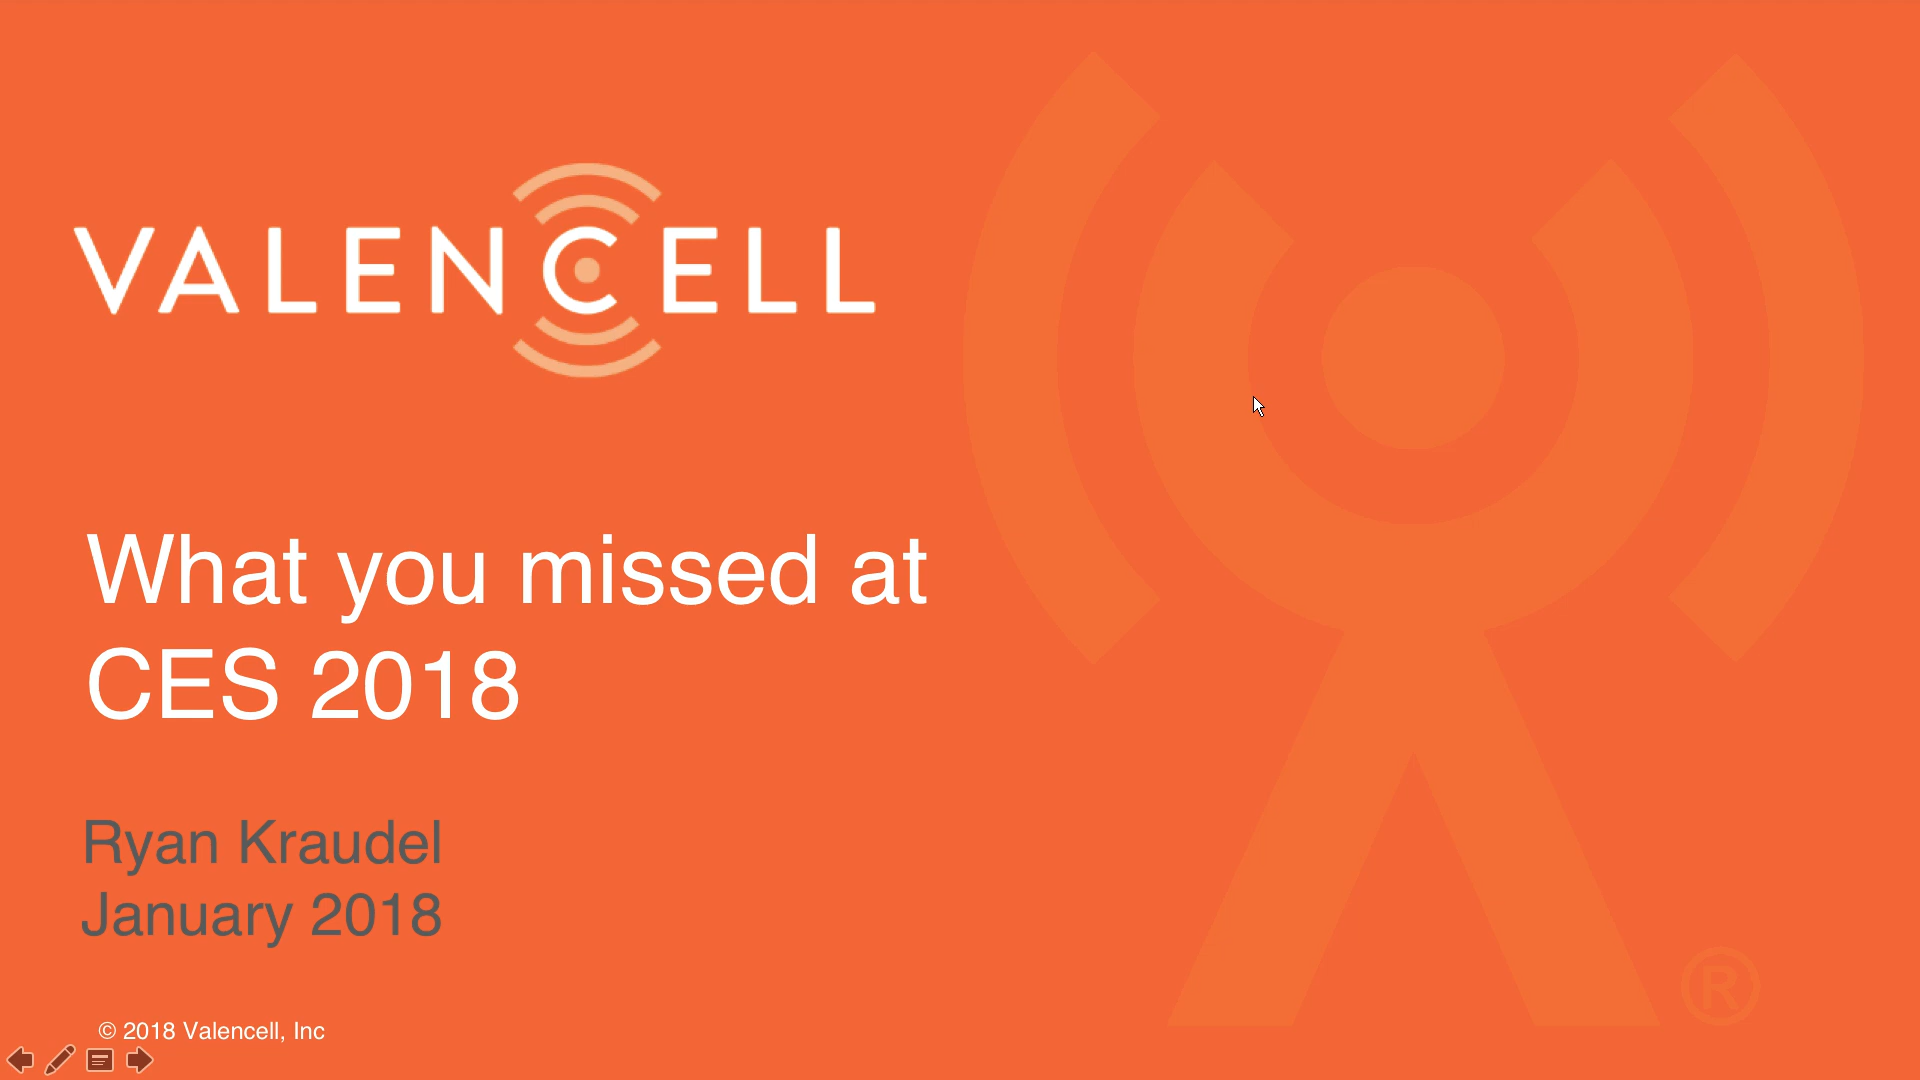 VALENCELL
What you missed at
CES 2018
Ryan Kraudel
January 2018
®
© 2018 Valencell, Inc